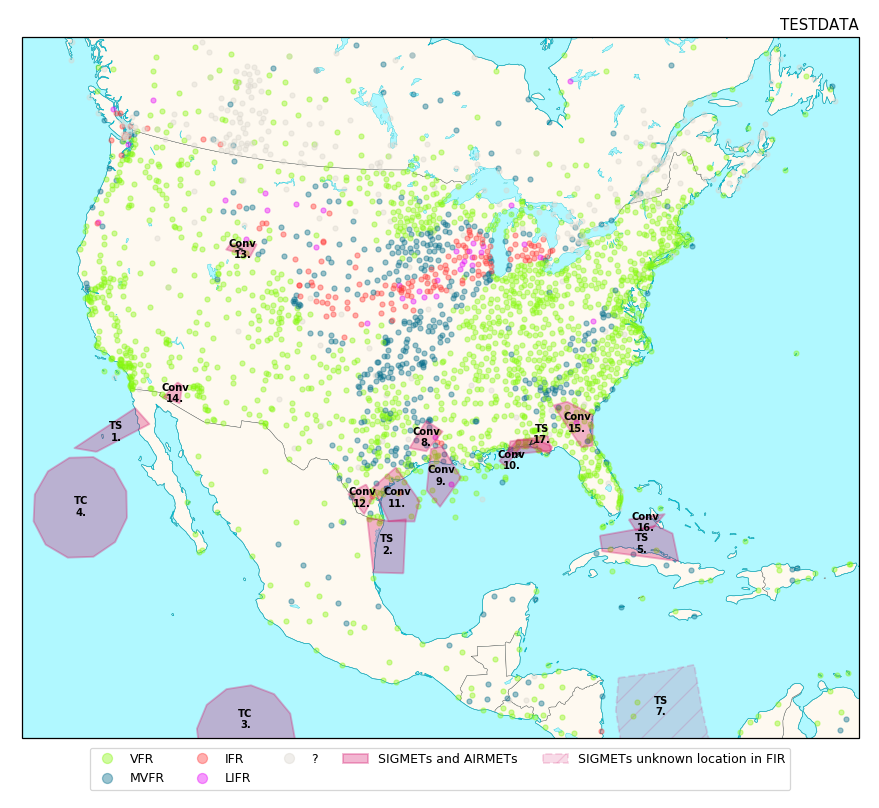 TESTDATA
Conv
13.
Conv
14.
TS
1.
Conv
8.
Conv
15.
TS
17.
Conv
10.
Conv
9.
Conv
12.
Conv
11.
TC
4.
Conv
16.
TS
5.
TS
2.
TS
7.
TC
3.
VFR
IFR
?
SIGMETs and AIRMETs
SIGMETs unknown location in FIR
MVFR
LIFR